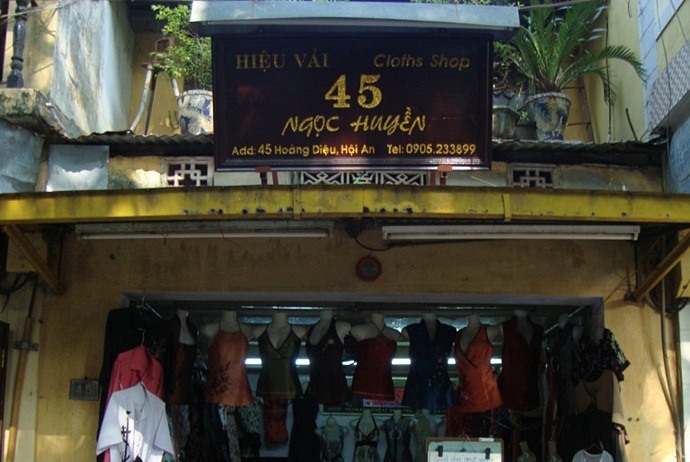 HIỆU VẢI Cloths Shop
45
NGỌC HUYỀN
Add: 45 Hoàng Diệu, Hội An Tel: 0905.233899